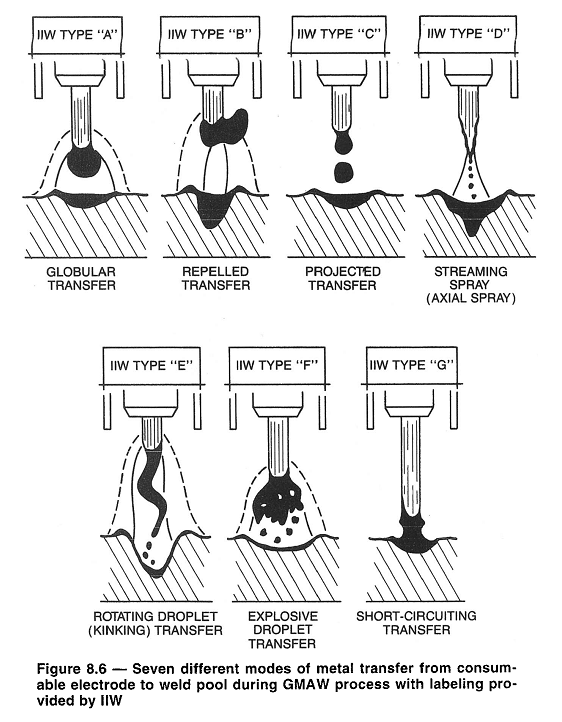 IIW TYPE "A"
IIW TYPE "B"
IIW TYPE "C"
IIW TYPE "D"
GLOBULAR
TRANSFER
REPELLED
TRANSFER
PROJECTED
TRANSFER
STREAMING
SPRAY
(AXIAL SPRAY)
IIW TYPE "E"
IIW TYPE "F"
IIW TYPE "G"
ROTATING DROPLET
(KINKING) TRANSFER
EXPLOSIVE
DROPLET
TRANSFER
SHORT-CIRCUITING
TRANSFER
Figure 8.6 — Seven different modes of metal transfer from consum-
able electrode to weld pool during GMAW process with labeling pro-
vided by IIW